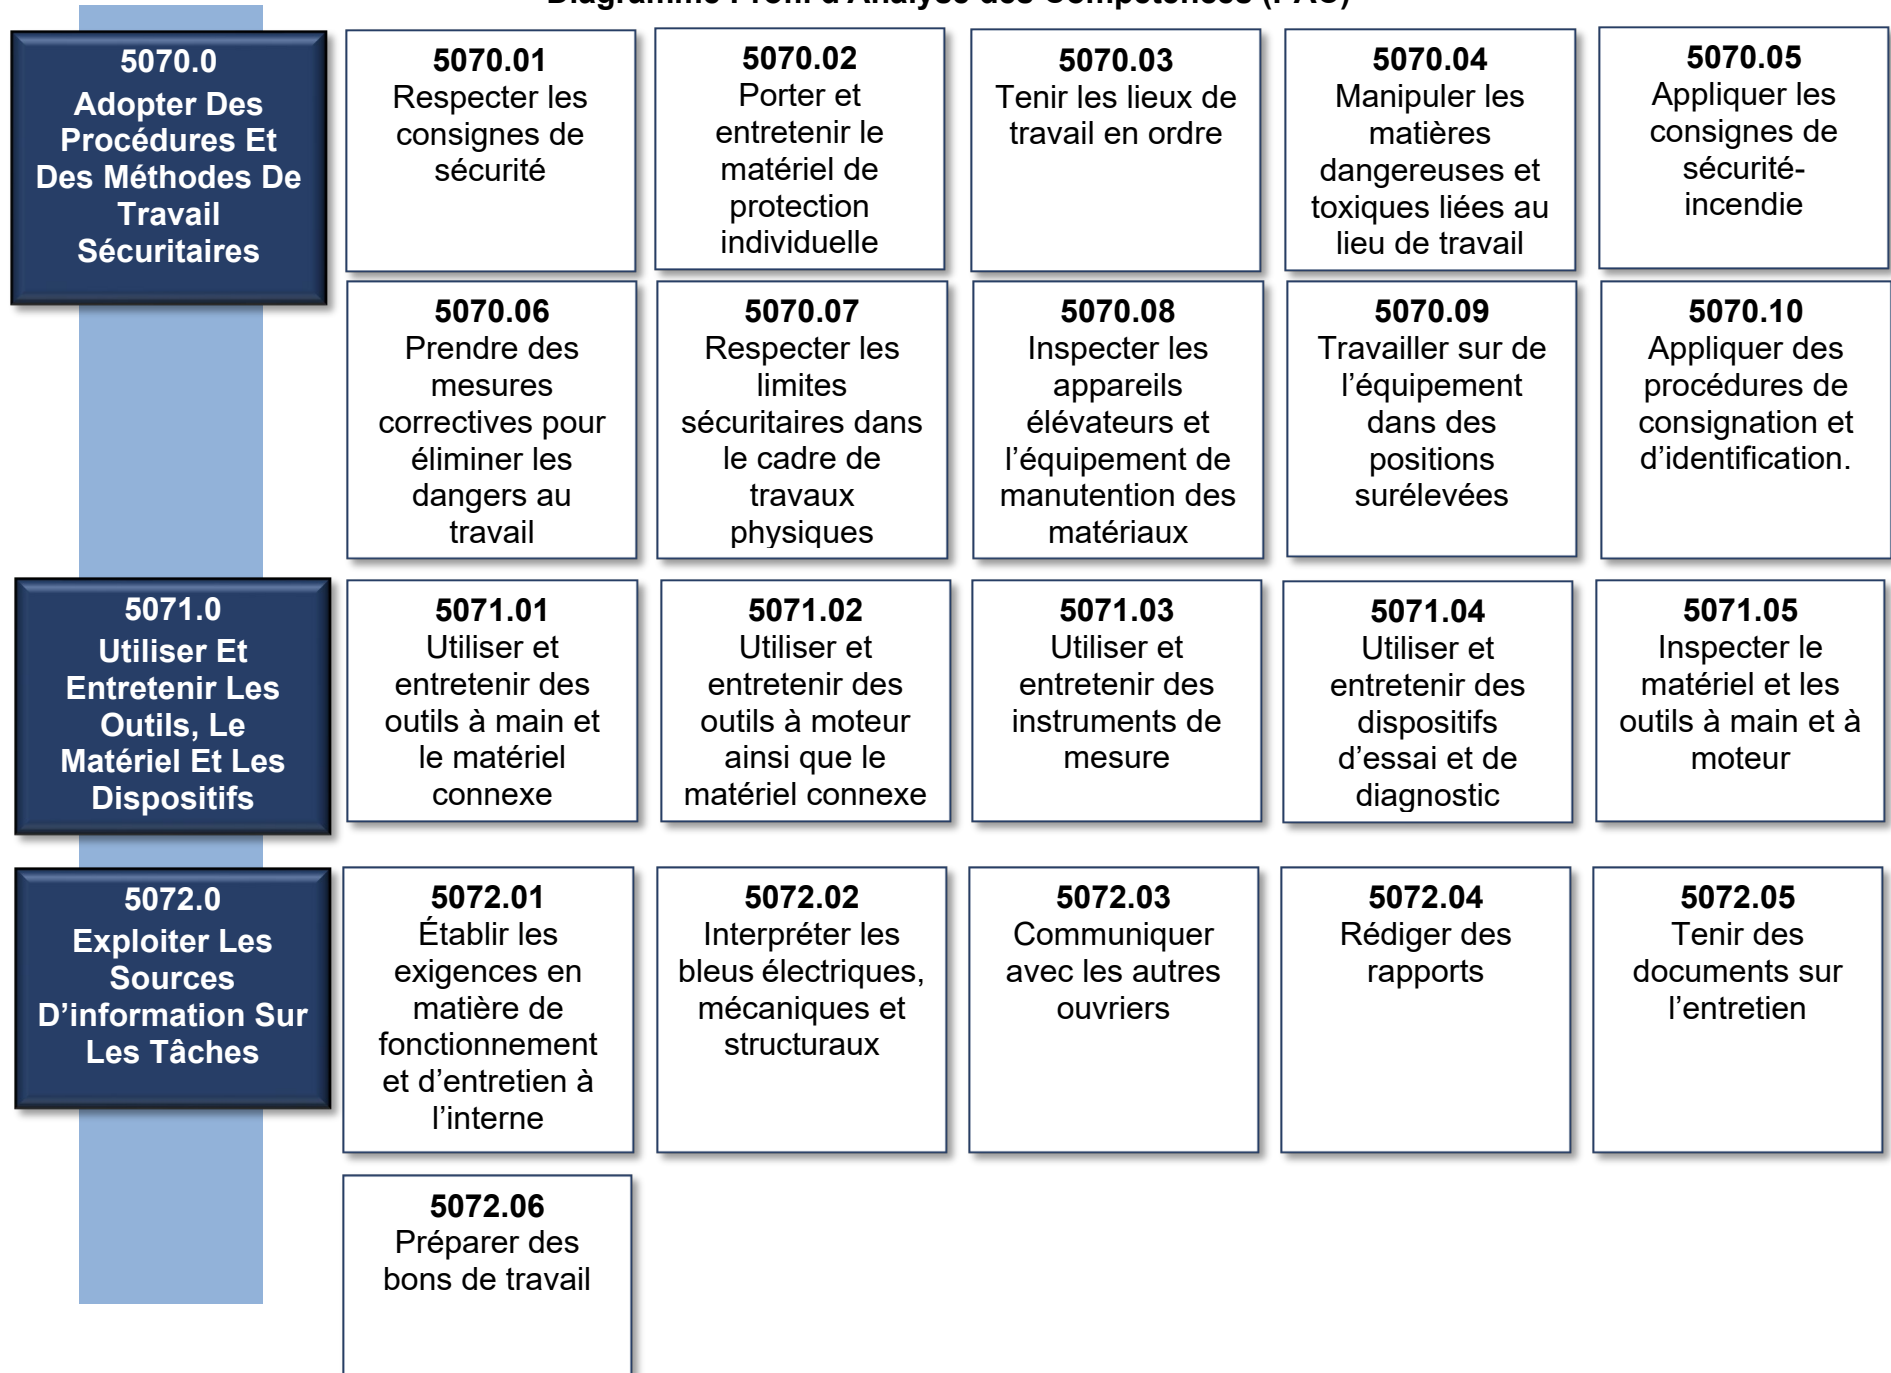 5070.0
Adopter Des
Procédures Et
Des Méthodes De
Travail
Sécuritaires
5070.01
Respecter les
consignes de
sécurité
5070.02
Porter et
entretenir le
matériel de
protection
individuelle
5070.03
Tenir les lieux de
travail en ordre
5070.04
Manipuler les
matières
dangereuses et
toxiques liées au
lieu de travail
5070.05
Appliquer les
consignes de
sécurité-
incendie
5070.06
Prendre des
mesures
correctives pour
éliminer les
dangers au
travail
5070.07
Respecter les
limites
sécuritaires dans
le cadre de
travaux
physiques
5070.08
Inspecter les
appareils
élévateurs et
l’équipement de
manutention des
matériaux
5070.09
Travailler sur de
l’équipement
dans des
positions
surélevées
5070.10
Appliquer des
procédures de
consignation et
d’identification.
5071.0
Utiliser Et
Entretenir Les
Outils, Le
Matériel Et Les
Dispositifs
5071.01
Utiliser et
entretenir des
outils à main et
le matériel
connexe
5071.02
Utiliser et
entretenir des
outils à moteur
ainsi que le
matériel connexe
5071.03
Utiliser et
entretenir des
instruments de
mesure
5071.04
Utiliser et
entretenir des
dispositifs
d’essai et de
diagnostic
5071.05
Inspecter le
matériel et les
outils à main et à
moteur
5072.0
Exploiter Les
Sources
D’information Sur
Les Tâches
5072.01
Établir les
exigences en
matière de
fonctionnement
et d’entretien à
l’interne
5072.02
Interpréter les
bleus électriques,
mécaniques et
structuraux
5072.03
Communiquer
avec les autres
ouvriers
5072.04
Rédiger des
rapports
5072.05
Tenir des
documents sur
l’entretien
5072.06
Préparer des
bons de travail